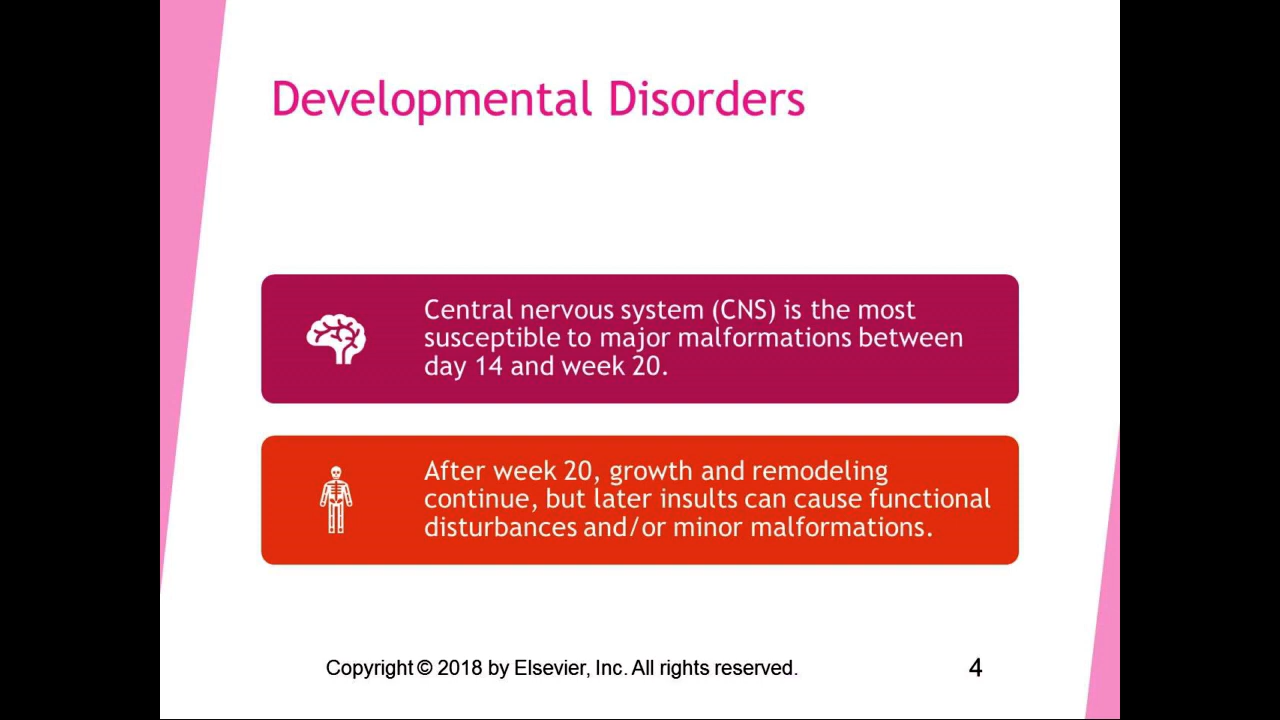 Developmental Disorders
Central nervous system (CNS) is the most
susceptible to major malformations between
day 14 and week 20.
After week 20, growth and remodeling
continue, but later insults can cause functional
disturbances and/or minor malformations.
Copyright © 2018 by Elsevier, Inc. All rights reserved.
4